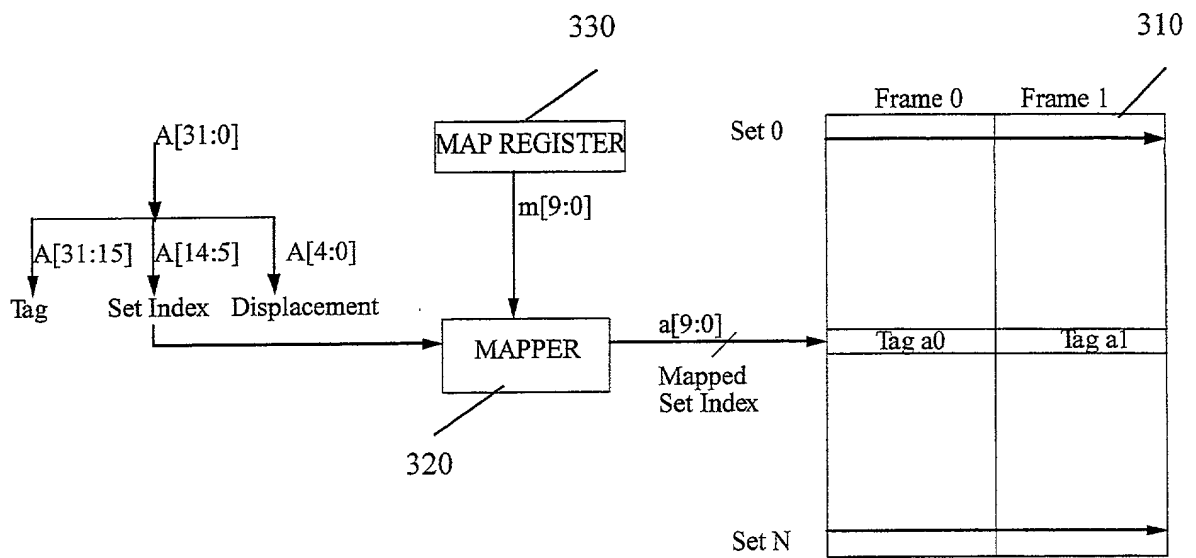 330
310
Frame 0 Frame 1
Set 0
A[31:0]
MAP REGISTER
m[9:0]
A[31:15] A[14:5] A[4:0]
Tag Set Index Displacement
MAPPER
a[9:0]
Mapped
Set Index
Tag a0 Tag a1
320
Set N